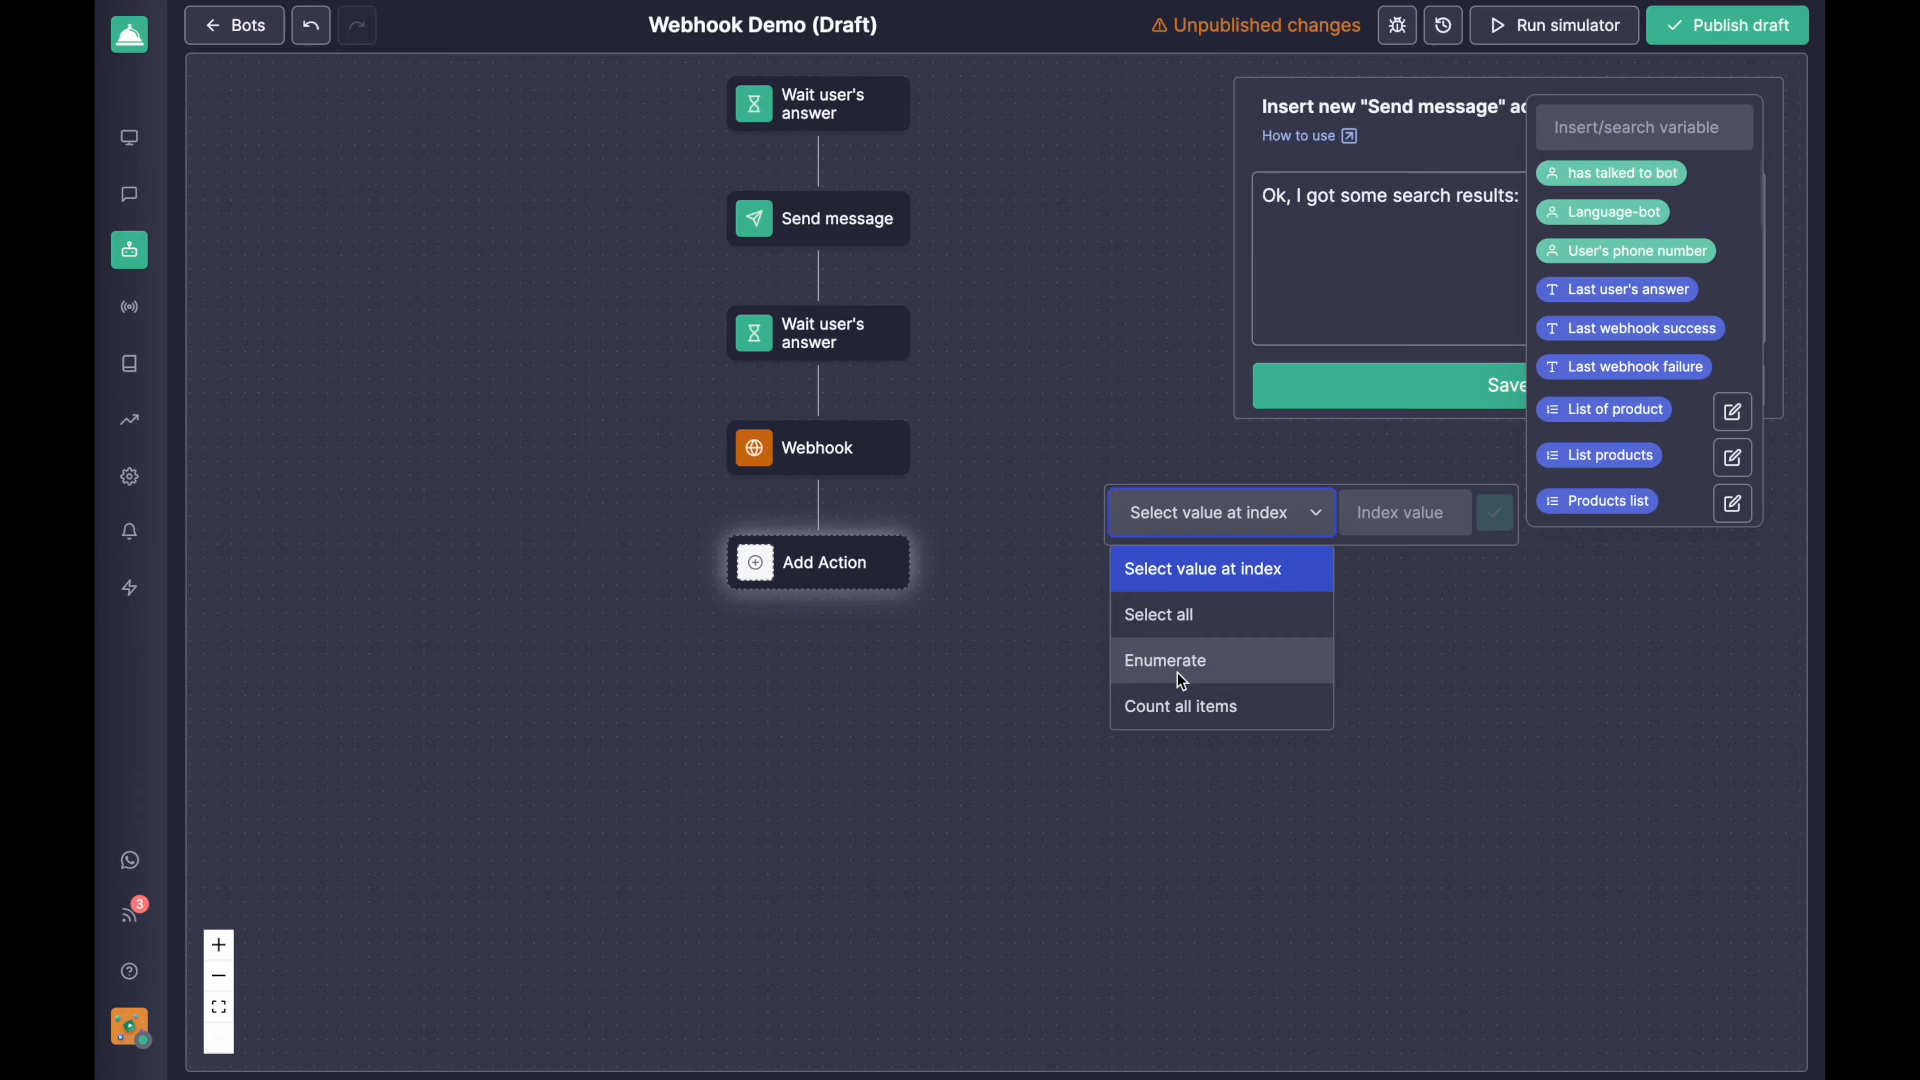 Bots
Webhook Demo (Draft)
Unpublished changes
Run simulator
Publish draft
Wait user's
answer
Send message
Wait user's
answer
Webhook
Add Action
Insert new "Send message" ac
How to use
Ok, I got some search results:
Save
Insert/search variable
has talked to bot
Language-bot
User's phone number
Last user's answer
Last webhook success
Last webhook failure
List of product
List products
Products list
Select value at index
Index value
Select value at index
Select all
Enumerate
Count all items
3